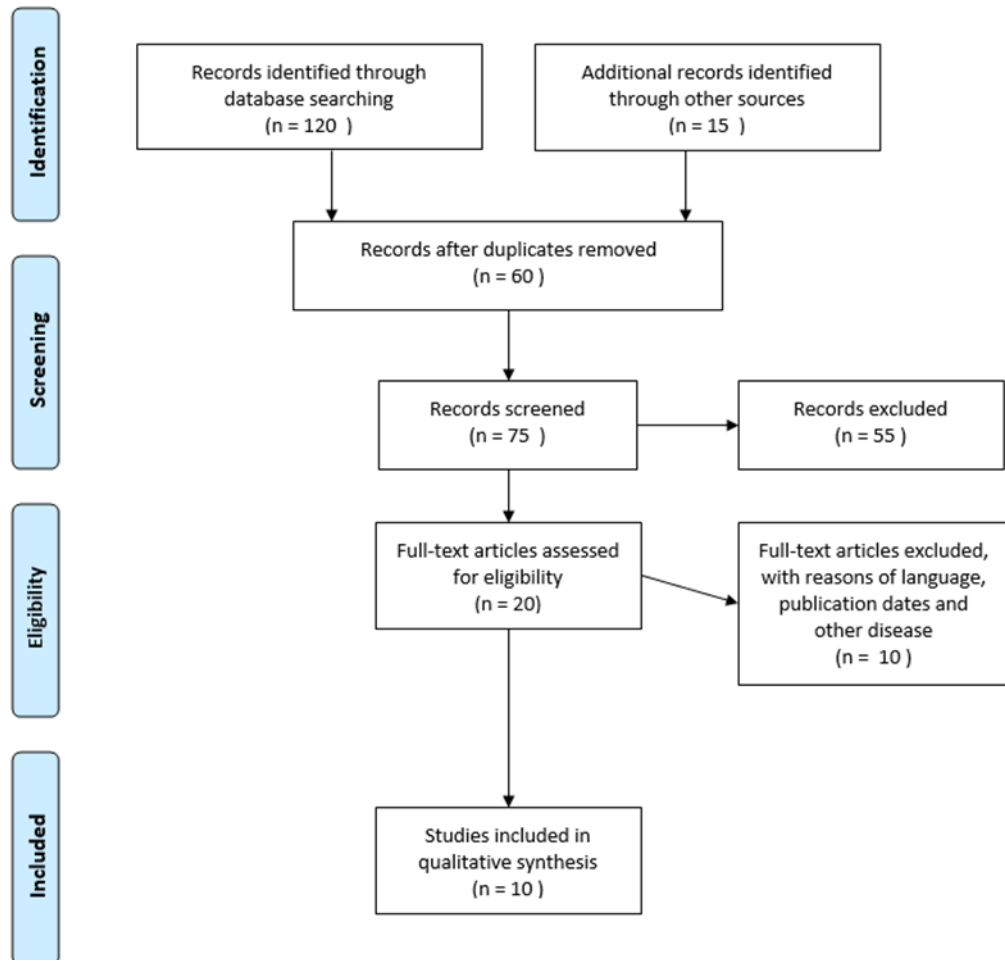 Identification
Records identified through
database searching
(n = 120  )
Additional records identified
through other sources
(n = 15  )
Records after duplicates removed
(n = 60 )
Screening
Records screened
(n = 75  )
Records excluded
(n = 55 )
Eligibility
Full-text articles assessed
for eligibility
(n = 20)
Full-text articles excluded,
with reasons of language,
publication dates and
other disease
(n =  10 )
Included
Studies included in
qualitative synthesis
(n = 10 )